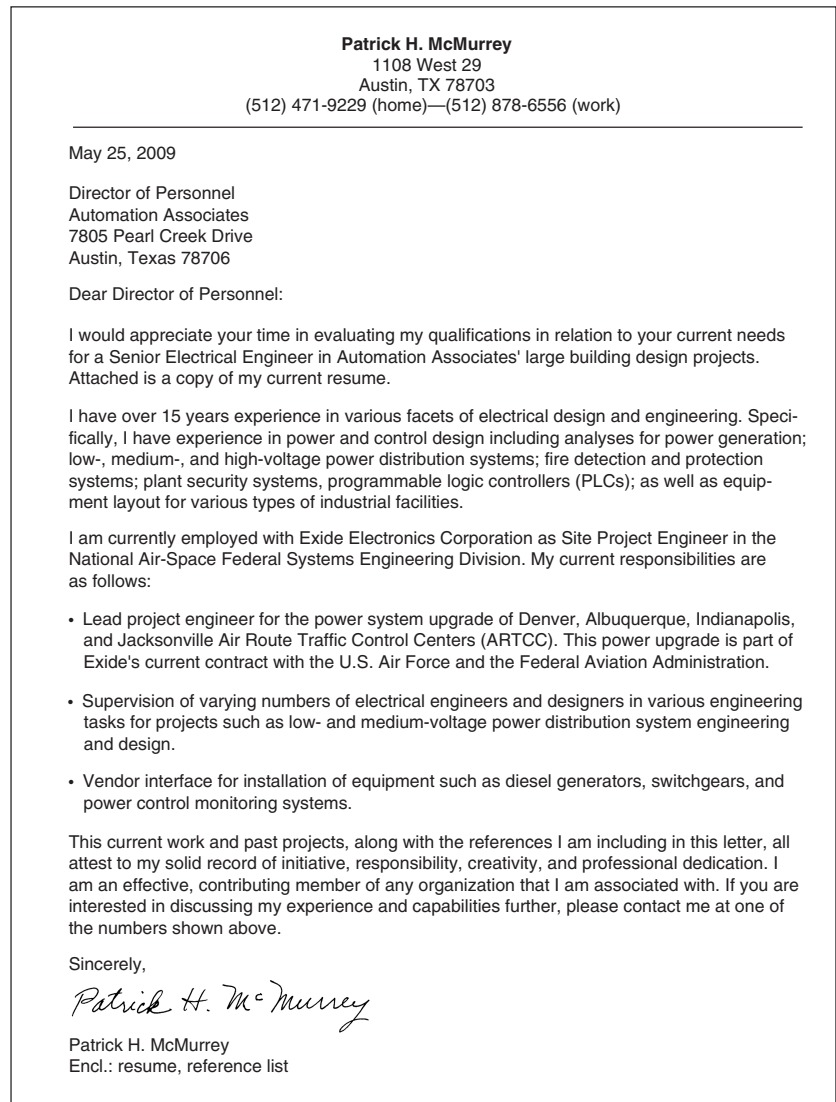 Patrick H. McMurrey
1108 West 29
Austin, TX 78703
(512) 471-9229 (home)—(512) 878-6556 (work)
May 25, 2009
Director of Personnel
Automation Associates
7805 Pearl Creek Drive
Austin, Texas 78706
Dear Director of Personnel:
I would appreciate your time in evaluating my qualifications in relation to your current needs
for a Senior Electrical Engineer in Automation Associates' large building design projects.
Attached is a copy of my current resume.
I have over 15 years experience in various facets of electrical design and engineering. Speci-
fically, I have experience in power and control design including analyses for power generation;
low-, medium-, and high-voltage power distribution systems; fire detection and protection
systems; plant security systems, programmable logic controllers (PLCs); as well as equip-
ment layout for various types of industrial facilities.
I am currently employed with Exide Electronics Corporation as Site Project Engineer in the
National Air-Space Federal Systems Engineering Division. My current responsibilities are
as follows:
• Lead project engineer for the power system upgrade of Denver, Albuquerque, Indianapolis,
and Jacksonville Air Route Traffic Control Centers (ARTCC). This power upgrade is part of
Exide's current contract with the U.S. Air Force and the Federal Aviation Administration.
• Supervision of varying numbers of electrical engineers and designers in various engineering
tasks for projects such as low- and medium-voltage power distribution system engineering
and design.
• Vendor interface for installation of equipment such as diesel generators, switchgears, and
power control monitoring systems.
This current work and past projects, along with the references I am including in this letter, all
attest to my solid record of initiative, responsibility, creativity, and professional dedication. I
am an effective, contributing member of any organization that I am associated with. If you are
interested in discussing my experience and capabilities further, please contact me at one of
the numbers shown above.
Sincerely,
Patrick H. McMurrey
Patrick H. McMurrey
Encl.: resume, reference list